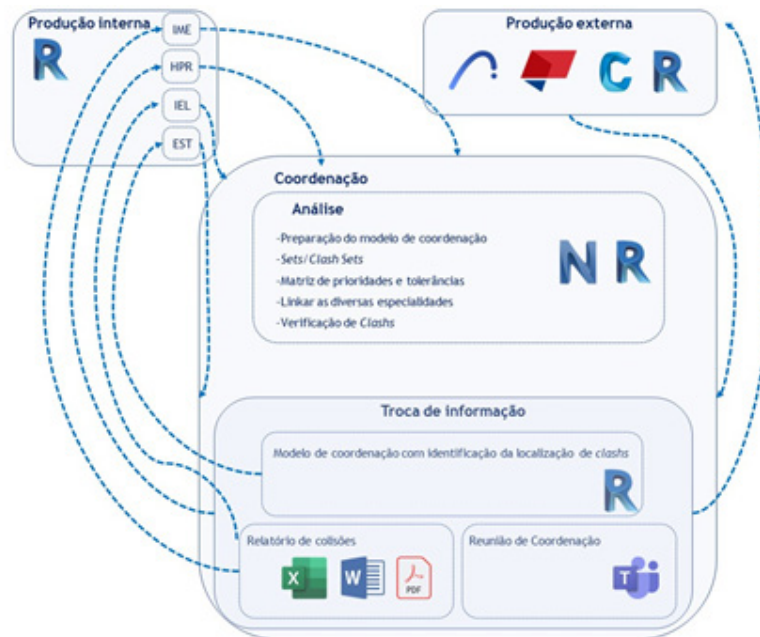 Produção interna
IME
HPR
IEL
EST
Produção externa
Coordenação
Análise
-Preparação do modelo de coordenação
-Sets/Clash Sets
-Matriz de prioridades e tolerâncias
-Linkar as diversas especialidades
-Verificação de Clashs
N R
Troca de informação
Modelo de coordenação com identificação da localização de clashs
R
Relatório de colisões
X
W
PDF
Reunião de Coordenação
T
R
C R